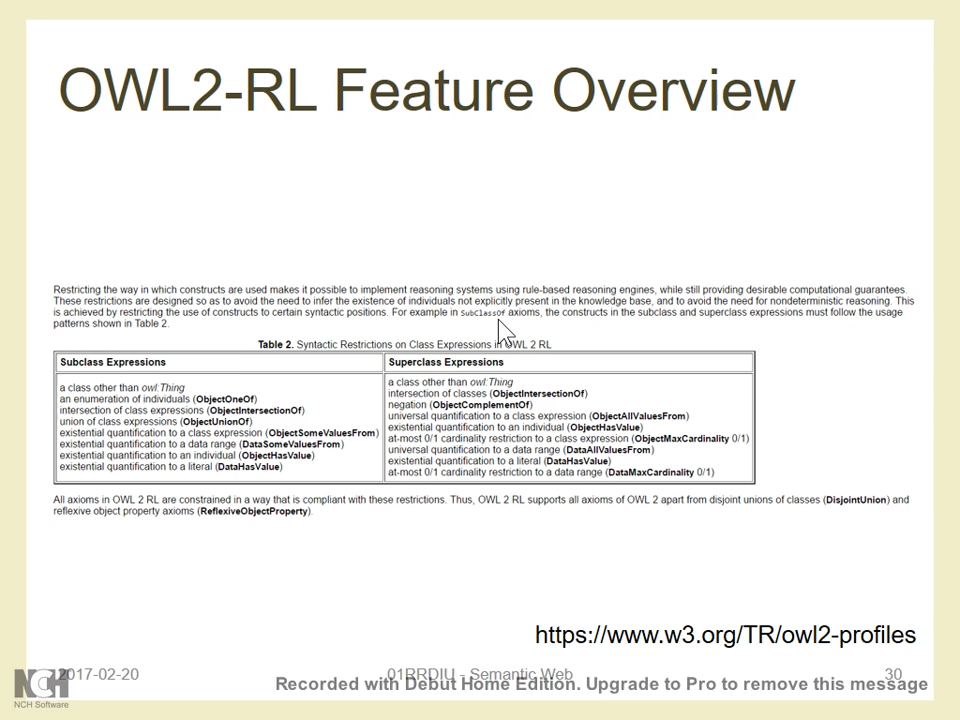 OWL2-RL Feature Overview
Restricting the way in which constructs are used makes it possible to implement reasoning systems using rule-based reasoning engines, while still providing desirable computational guarantees.
These restrictions are designed so as to avoid the need to infer the existence of individuals not explicitly present in the knowledge base, and to avoid the need for nondeterministic reasoning. This
is achieved by restricting the use of constructs to certain syntactic positions. For example in SubClassOf axioms, the constructs in the subclass and superclass expressions must follow the usage
patterns shown in Table 2.
Table 2. Syntactic Restrictions on Class Expressions in OWL 2 RL
Subclass Expressions
a class other than owl:Thing
an enumeration of individuals (ObjectOneOf)
intersection of class expressions (ObjectIntersectionOf)
union of class expressions (ObjectUnionOf)
existential quantification to a class expression (ObjectSomeValuesFrom)
existential quantification to a data range (DataSomeValuesFrom)
existential quantification to an individual (ObjectHasValue)
existential quantification to a literal (DataHasValue)
Superclass Expressions
a class other than owl:Thing
intersection of classes (ObjectIntersectionOf)
negation (ObjectComplementOf)
universal quantification to a class expression (ObjectAllValuesFrom)
existential quantification to an individual (ObjectHasValue)
at-most 0/1 cardinality restriction to a class expression (ObjectMaxCardinality 0/1)
universal quantification to a data range (DataAllValuesFrom)
existential quantification to a literal (DataHasValue)
at-most 0/1 cardinality restriction to a data range (DataMaxCardinality 0/1)
All axioms in OWL 2 RL are constrained in a way that is compliant with these restrictions. Thus, OWL 2 RL supports all axioms of OWL 2 apart from disjoint unions of classes (DisjointUnion) and
reflexive object property axioms (ReflexiveObjectProperty).
https://www.w3.org/TR/owl2-profiles
2017-02-20
01RRDIU - Semantic Web
30
NCH
NCH Software
Recorded with Debut Home Edition. Upgrade to Pro to remove this message